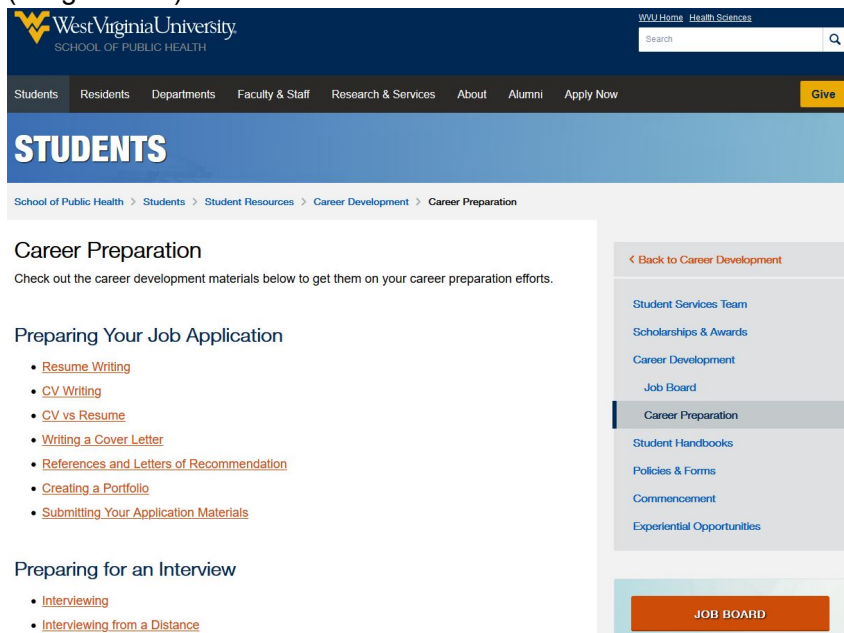 WestVirginiaUniversity
SCHOOL OF PUBLIC HEALTH
WVU Home Health Sciences
Search
Students Residents Departments Faculty & Staff Research & Services About Alumni Apply Now Give
STUDENTS
School of Public Health > Students > Student Resources > Career Development > Career Preparation
Career Preparation
Check out the career development materials below to get them on your career preparation efforts.
Preparing Your Job Application
• Resume Writing
• CV Writing
• CV vs Resume
• Writing a Cover Letter
• References and Letters of Recommendation
• Creating a Portfolio
• Submitting Your Application Materials
Preparing for an Interview
• Interviewing
• Interviewing from a Distance
< Back to Career Development
Student Services Team
Scholarships & Awards
Career Development
Job Board
Career Preparation
Student Handbooks
Policies & Forms
Commencement
Experiential Opportunities
JOB BOARD